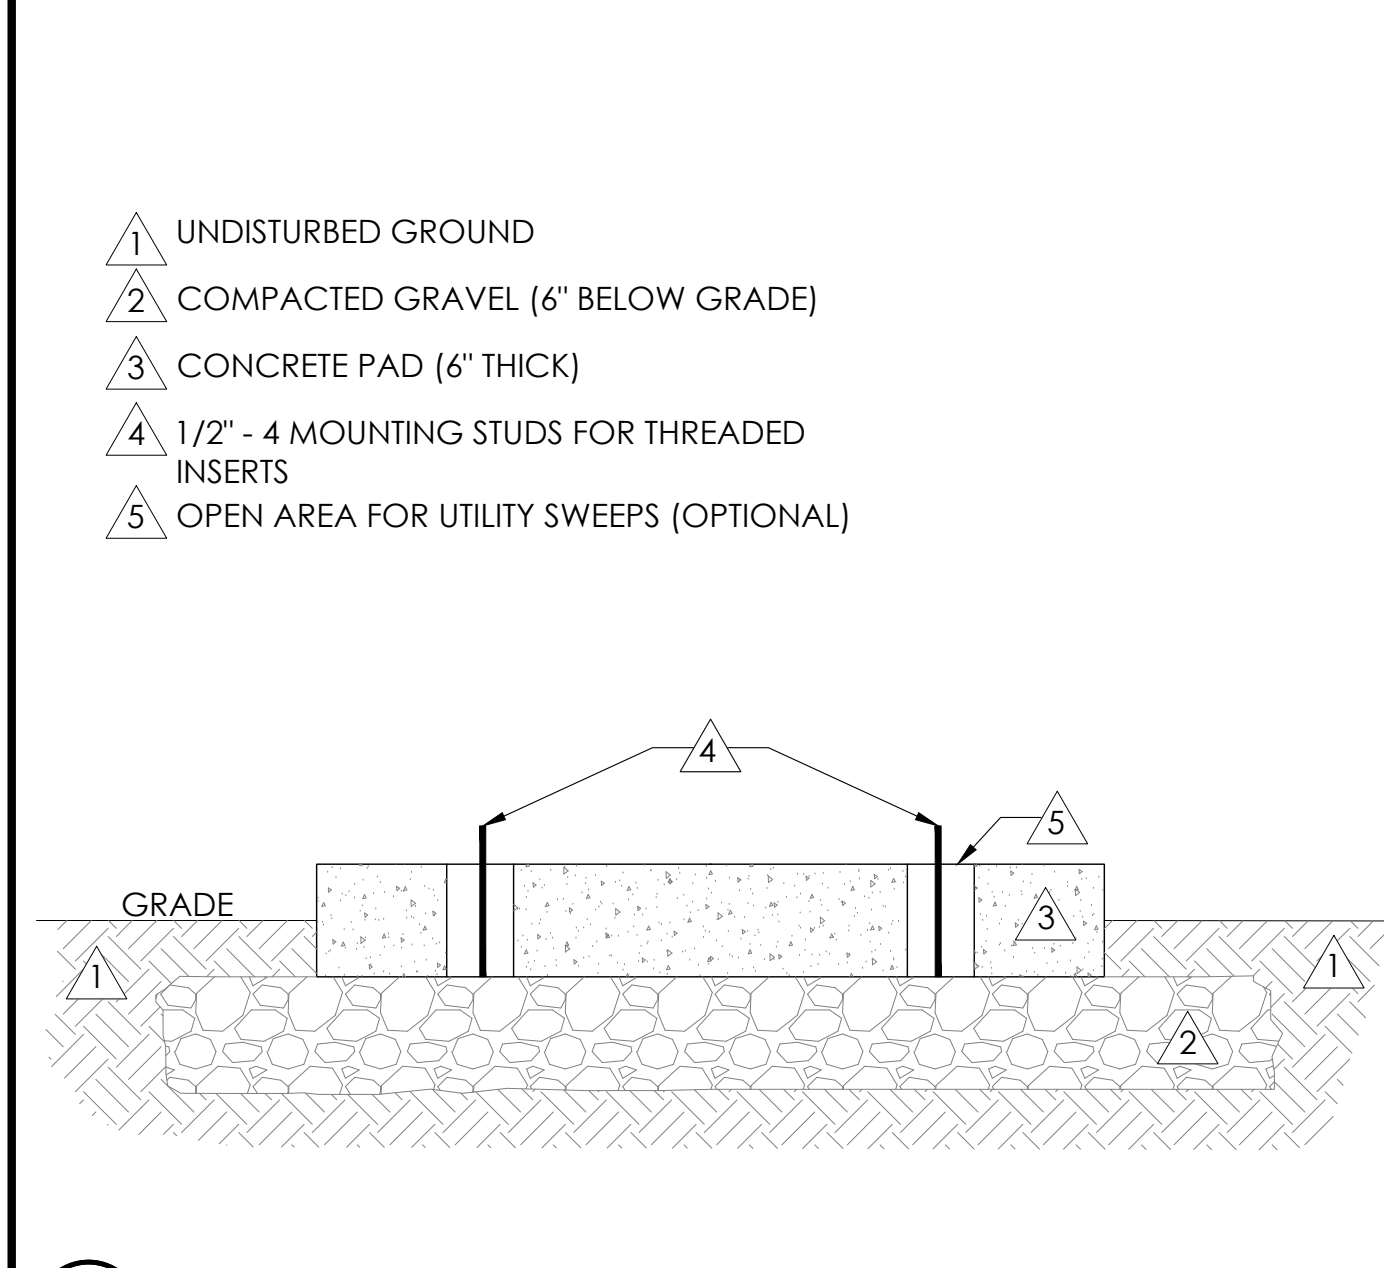 1 UNDISTURBED GROUND
2 COMPACTED GRAVEL (6" BELOW GRADE)
3 CONCRETE PAD (6" THICK)
4 1/2" - 4 MOUNTING STUDS FOR THREADED
INSERTS
5 OPEN AREA FOR UTILITY SWEEPS (OPTIONAL)
4
5
GRADE
3
1
1
2